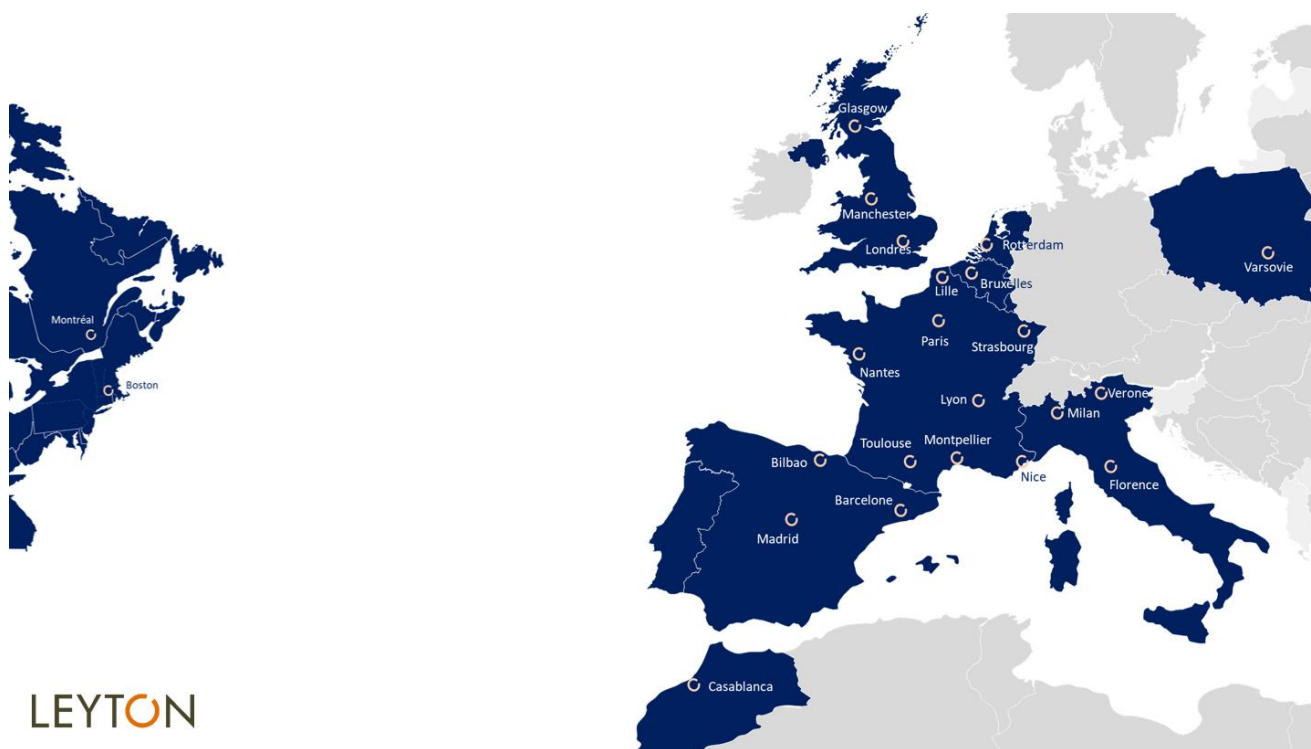 Glasgow
Manchester
Londres
Rotterdam
Bruxelles
Lille
Varsovie
Paris
Strasbourg
Nantes
Lyon
Verone
Milan
Toulouse
Montpellier
Nice
Florence
Bilbao
Barcelone
Madrid
Casablanca
Montréal
Boston
LEYTON